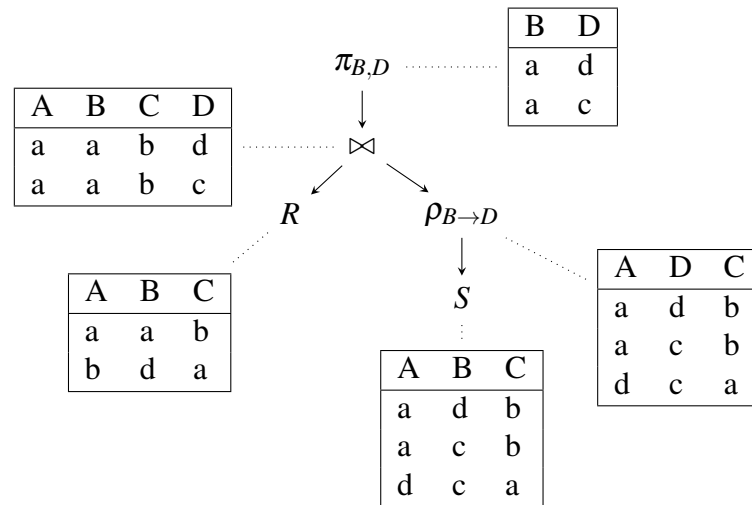 π_{B,D}
B D
a d
a c
A B C D
a a b d
a a b c
⋈
R
ρ_{B→D}
A B C
a a b
b d a
S
A D C
a d b
a c b
d c a
A B C
a d b
a c b
d c a